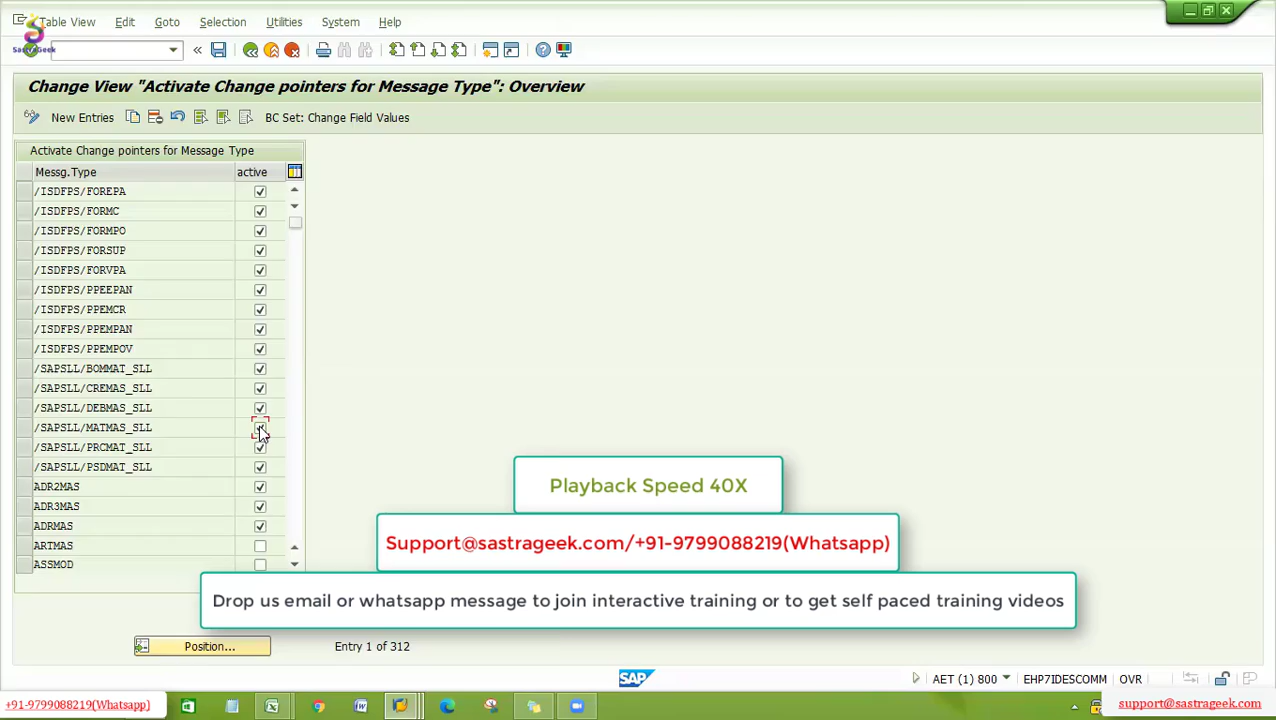 Table View Edit Goto Selection Utilities System Help
SastraGeek
Change View "Activate Change pointers for Message Type": Overview
New Entries BC Set: Change Field Values
Activate Change pointers for Message Type
Messg.Type active
/ISDFPS/FOREPA
/ISDFPS/FORMC
/ISDFPS/FORMPO
/ISDFPS/FORSUP
/ISDFPS/FORVPA
/ISDFPS/PPEEPAN
/ISDFPS/PPEMCR
/ISDFPS/PPEMPAN
/ISDFPS/PPEMPOV
/SAPSLL/BOMMAT_SLL
/SAPSLL/CREMAS_SLL
/SAPSLL/DEBMAS_SLL
/SAPSLL/MATMAS_SLL
/SAPSLL/PRCMAT_SLL
/SAPSLL/PSDMAT_SLL
ADR2MAS
ADR3MAS
ADRMAS
ARTMAS
ASSMOD
Playback Speed 40X
Support@sastrageek.com/+91-9799088219(Whatsapp)
Drop us email or whatsapp message to join interactive training or to get self paced training videos
Position... Entry 1 of 312
SAP AET (1) 800 EHP7IDESCOMM OVR
+91-9799088219(Whatsapp) support@sastrageek.com